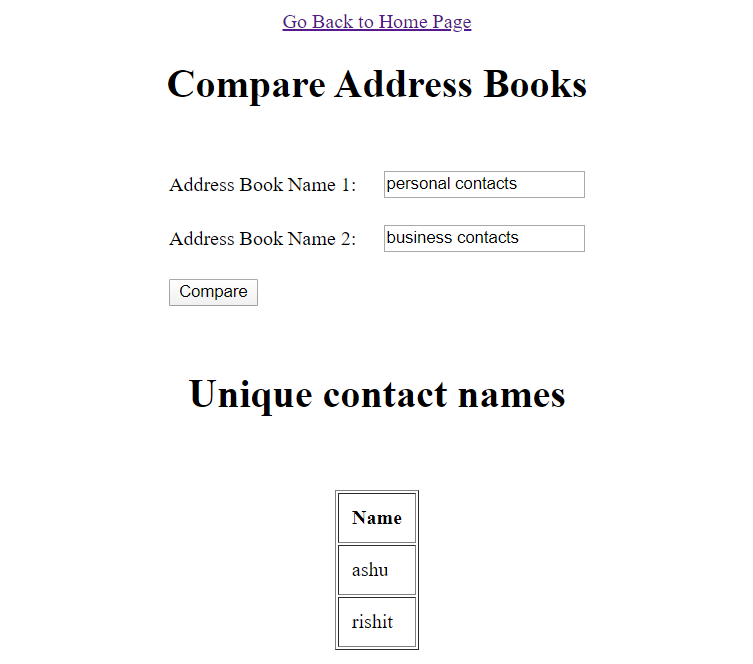 Go Back to Home Page
Compare Address Books
Address Book Name 1: personal contacts
Address Book Name 2: business contacts
Compare
Unique contact names
Name
ashu
rishit